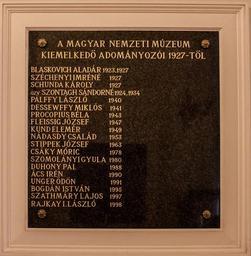 A MAGYAR NEMZETI MÚZEUM
KIEMELKEDŐ ADOMÁNYOZÓI 1927-TŐL
BLASKOVICH ALADÁR 1923, 1927
SZÉCHENYI IMRÉNÉ 1927
SCHUNDA KÁROLY 1927
özv SZONTAGH SÁNDORNÉ 1924, 1934
PÁLFFY LÁSZLÓ 1940
DESSEWFFY MIKLÓS 1941
PROCOPIUS BÉLA 1943
FLEISSIG JÓZSEF 1947
KUND ELEMÉR 1949
NÁDASDY CSALÁD 1953
STIPPEK JÓZSEF 1963
CSÁKY MÓRIC 1978
SZOMOLÁNYI GYULA 1980
DUHONY PÁL 1988
ÁCS IRÉN 1990
UNGER ÖDÖN 1991
BOGDÁN ISTVÁN 1995
SZATHMÁRY LAJOS 1997
RAJKAY I. LÁSZLÓ 1998